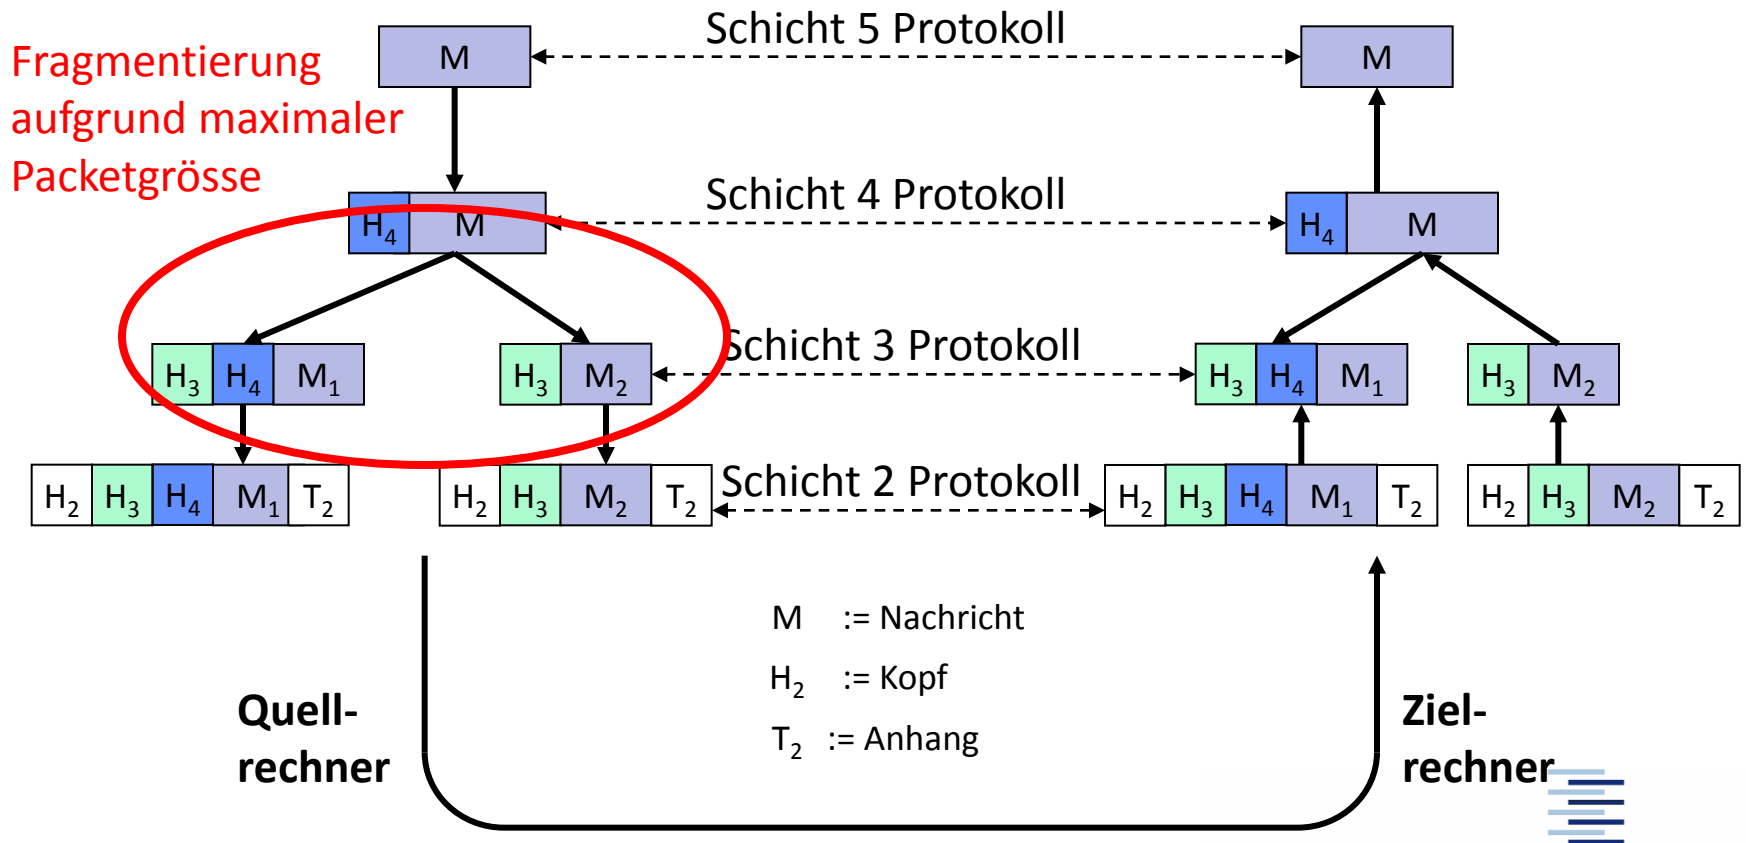 Fragmentierung
aufgrund maximaler
Packetgrösse
M
Schicht 5 Protokoll
M
H4 M
Schicht 4 Protokoll
H4 M
H3 H4 M1
H3 M2
Schicht 3 Protokoll
H3 H4 M1
H3 M2
H2 H3 H4 M1 T2
H2 H3 M2 T2
Schicht 2 Protokoll
H2 H3 H4 M1 T2
H2 H3 M2 T2
M := Nachricht
H2 := Kopf
T2 := Anhang
Quell-
rechner
Ziel-
rechner